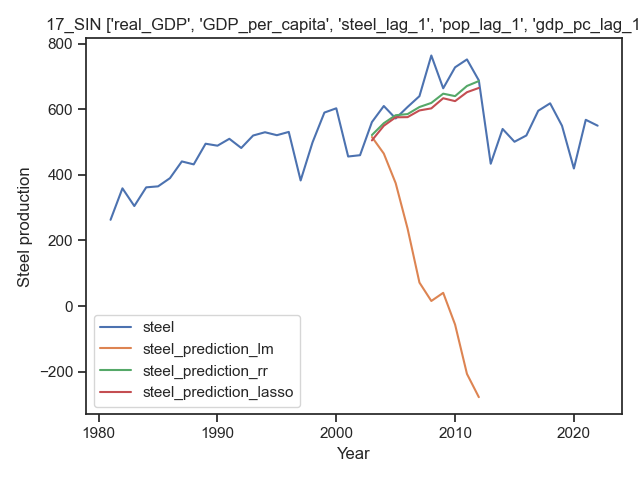 17_SIN ['real_GDP', 'GDP_per_capita', 'steel_lag_1', 'pop_lag_1', 'gdp_pc_lag_1
800
600
400
200
0
−200
Steel production
steel
steel_prediction_lm
steel_prediction_rr
steel_prediction_lasso
1980 1990 2000 2010 2020
Year